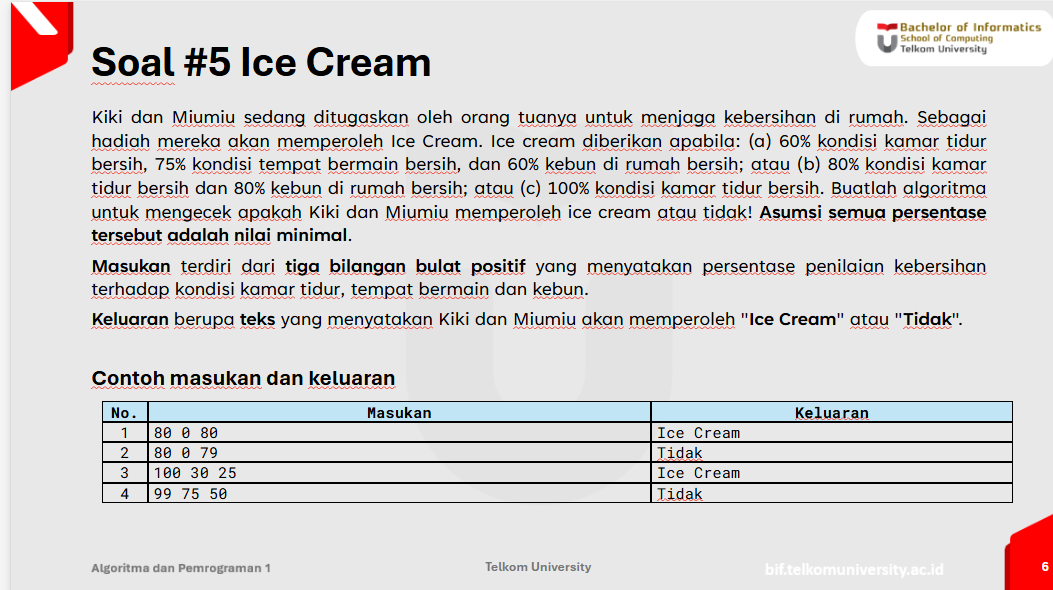 Bachelor of Informatics
School of Computing
Telkom University
Soal #5 Ice Cream
Kiki dan Miumiu sedang ditugaskan oleh orang tuanya untuk menjaga kebersihan di rumah. Sebagai
hadiah mereka akan memperoleh Ice Cream. Ice cream diberikan apabila: (a) 60% kondisi kamar tidur
bersih, 75% kondisi tempat bermain bersih, dan 60% kebun di rumah bersih; atau (b) 80% kondisi kamar
tidur bersih dan 80% kebun di rumah bersih; atau (c) 100% kondisi kamar tidur bersih. Buatlah algoritma
untuk mengecek apakah Kiki dan Miumiu memperoleh ice cream atau tidak! Asumsi semua persentase
tersebut adalah nilai minimal.
Masukan terdiri dari tiga bilangan bulat positif yang menyatakan persentase penilaian kebersihan
terhadap kondisi kamar tidur, tempat bermain dan kebun.
Keluaran berupa teks yang menyatakan Kiki dan Miumiu akan memperoleh "Ice Cream" atau "Tidak".
Contoh masukan dan keluaran
No. Masukan Keluaran
1 80 0 80 Ice Cream
2 80 0 79 Tidak
3 100 30 25 Ice Cream
4 99 75 50 Tidak
Algoritma dan Pemrograman 1 Telkom University bif.telkomuniversity.ac.id 6